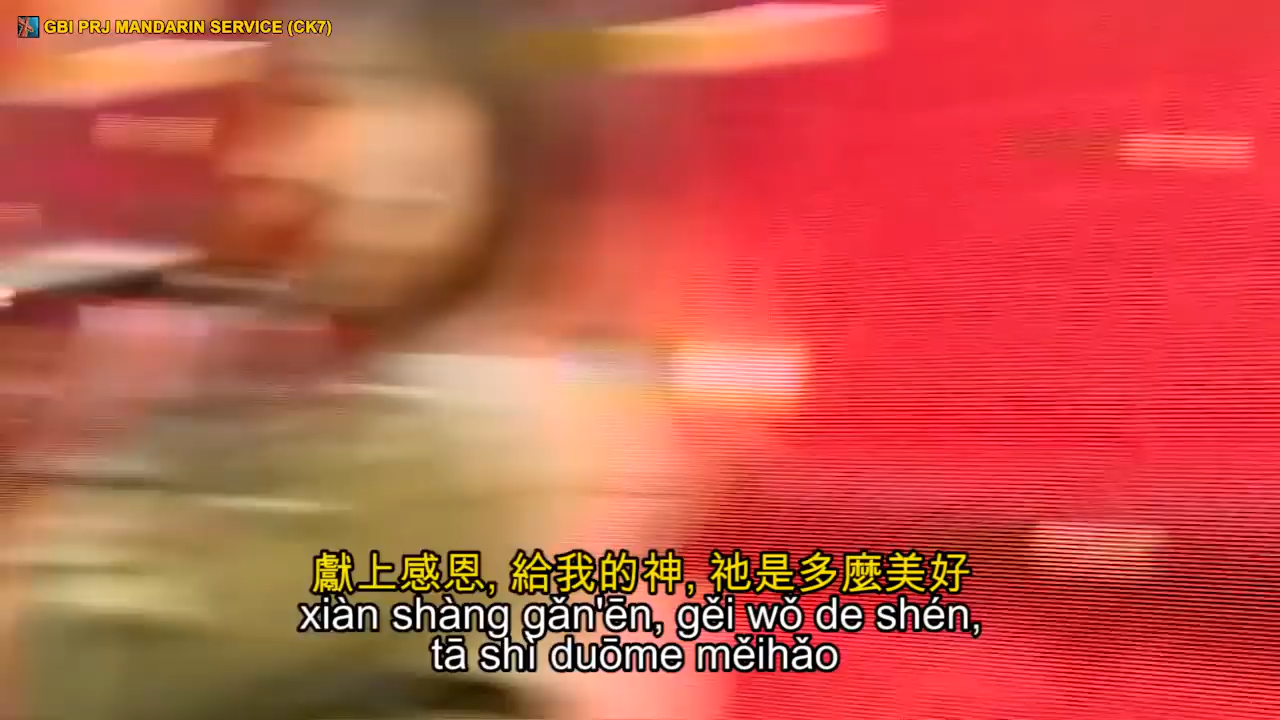 GBI PRJ MANDARIN SERVICE (CK7)
獻上感恩, 給我的神, 祂是多麼美好
xiàn shàng gǎn'ēn, gěi wǒ de shén,
tā shì duōme měihǎo